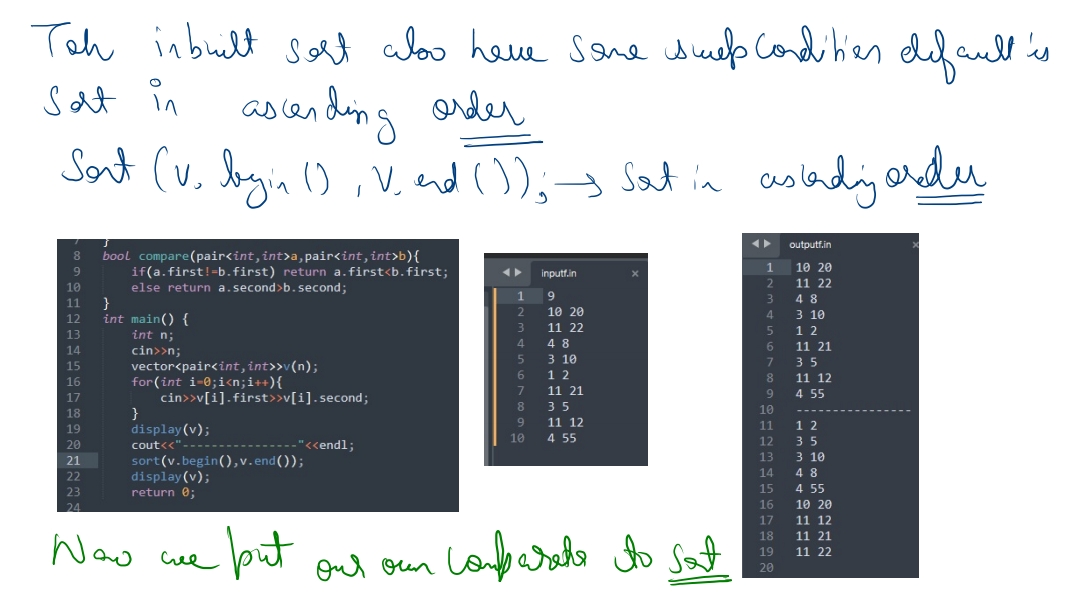 Toh inbuilt sort also have some swap condition default is
sort in ascending order
Sort (v. begin () , v. end ()); → Sort in ascending order
7 }
8 bool compare(pair<int,int>a,pair<int,int>b){
9 if(a.first!=b.first) return a.first<b.first;
10 else return a.second>b.second;
11 }
12 int main() {
13 int n;
14 cin>>n;
15 vector<pair<int,int>>v(n);
16 for(int i=0;i<n;i++){
17 cin>>v[i].first>>v[i].second;
18 }
19 display(v);
20 cout<<"----------------"<<endl;
21 sort(v.begin(),v.end());
22 display(v);
23 return 0;
24
inputf.in ×
1 9
2 10 20
3 11 22
4 4 8
5 3 10
6 1 2
7 11 21
8 3 5
9 11 12
10 4 55
outputf.in ×
1 10 20
2 11 22
3 4 8
4 3 10
5 1 2
6 11 21
7 3 5
8 11 12
9 4 55
10 ----------------
11 1 2
12 3 5
13 3 10
14 4 8
15 4 55
16 10 20
17 11 12
18 11 21
19 11 22
20
Now we put our own comparator to sort